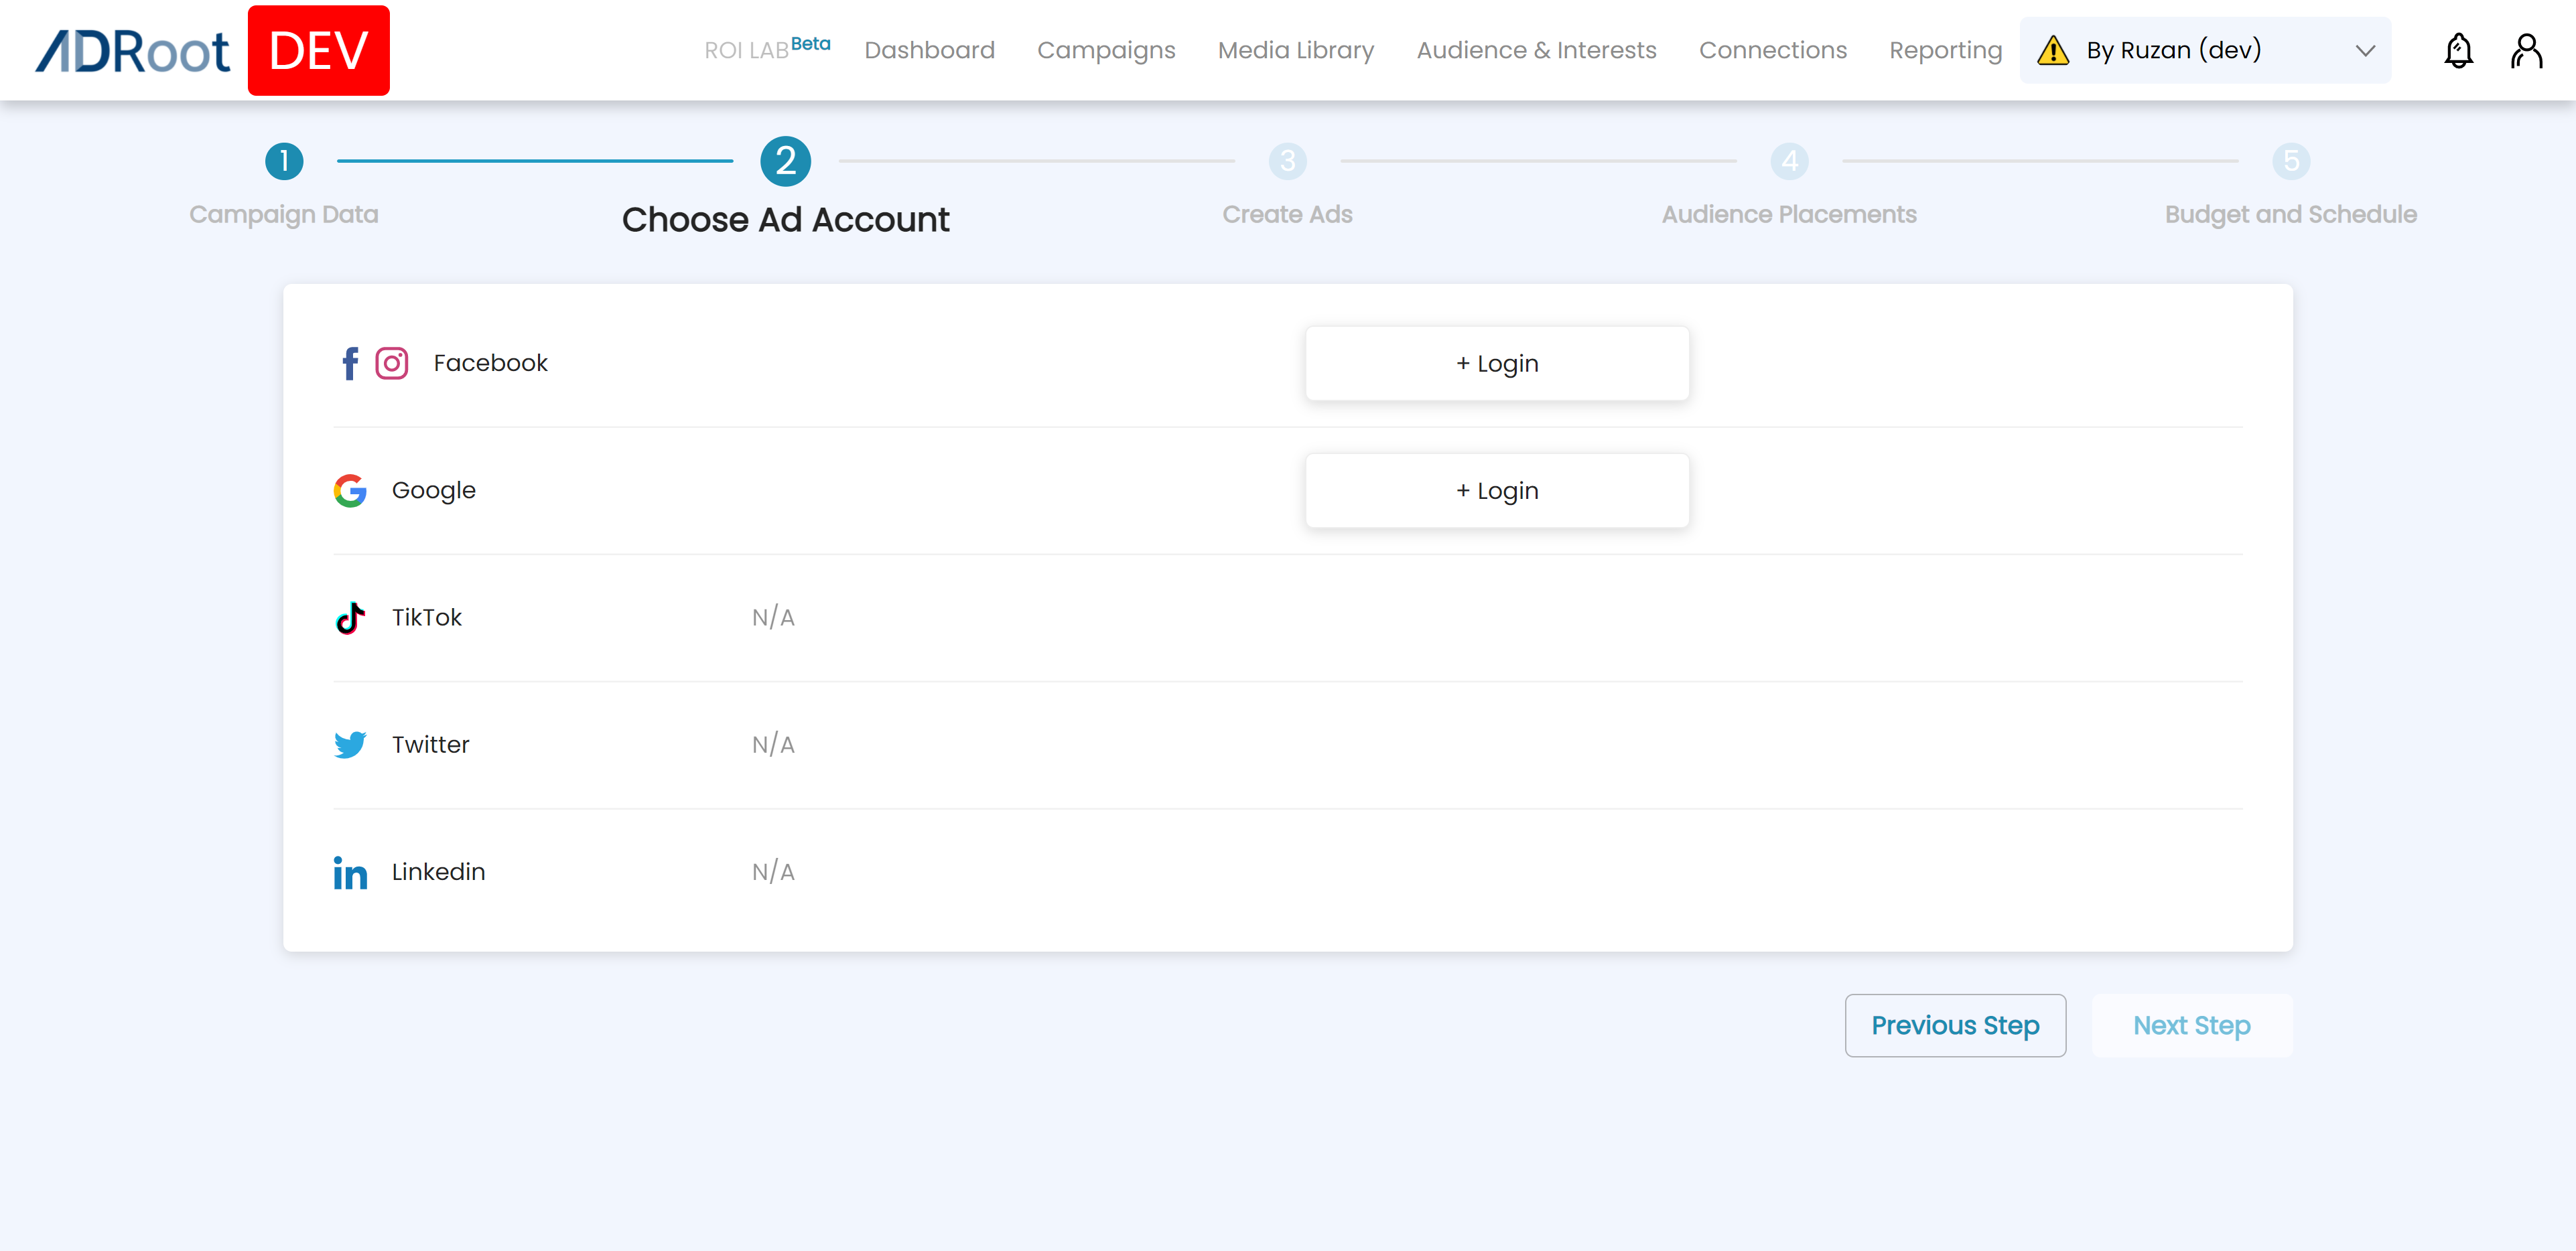 ADRoot DEV ROI LAB Beta Dashboard Campaigns Media Library Audience & Interests Connections Reporting By Ruzan (dev)
1 2 3 4 5
Campaign Data Choose Ad Account Create Ads Audience Placements Budget and Schedule
Facebook + Login
Google + Login
TikTok N/A
Twitter N/A
in Linkedin N/A
Previous Step Next Step